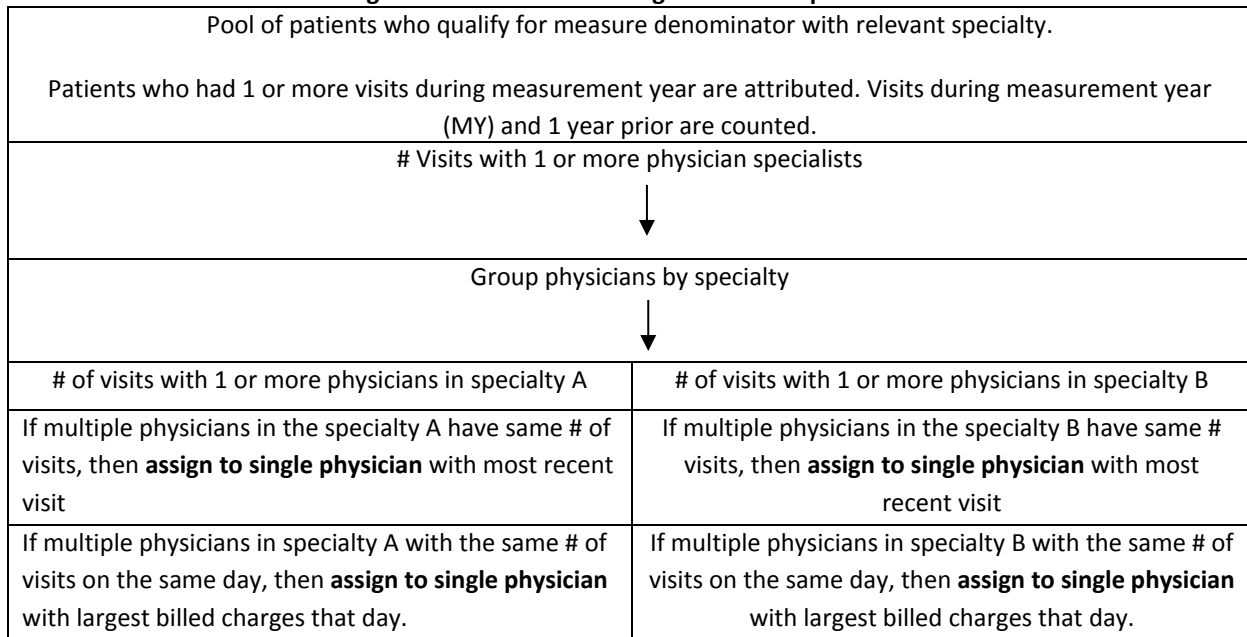 Pool of patients who qualify for measure denominator with relevant specialty.
Patients who had 1 or more visits during measurement year are attributed. Visits during measurement year
(MY) and 1 year prior are counted.
# Visits with 1 or more physician specialists
Group physicians by specialty
# of visits with 1 or more physicians in specialty A
# of visits with 1 or more physicians in specialty B
If multiple physicians in the specialty A have same # of
visits, then assign to single physician with most recent
visit
If multiple physicians in the specialty B have same #
visits, then assign to single physician with most
recent visit
If multiple physicians in specialty A with the same # of
visits on the same day, then assign to single physician
with largest billed charges that day.
If multiple physicians in specialty B with the same # of
visits on the same day, then assign to single physician
with largest billed charges that day.